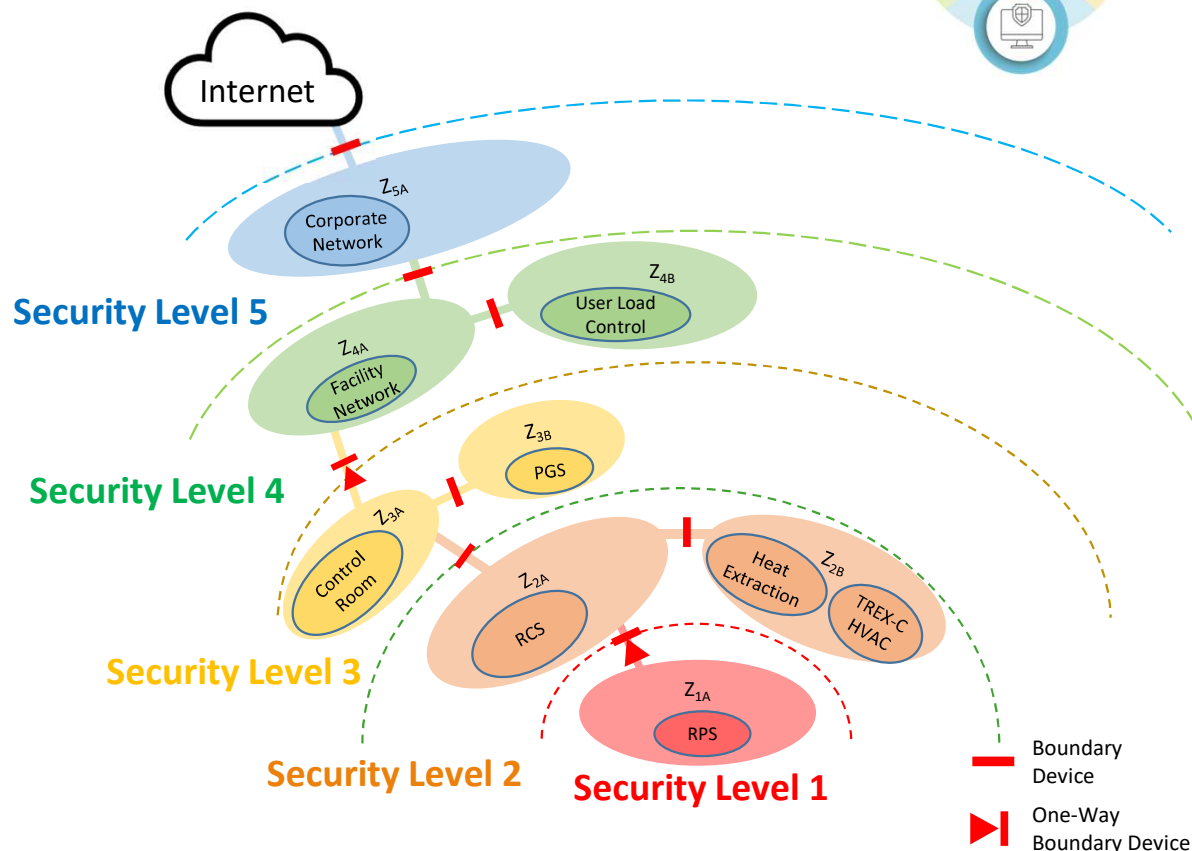 Internet
Z5A
Corporate
Network
Security Level 5
Z4B
User Load
Control
Z4A
Facility
Network
Security Level 4
Z3B
PGS
Z3A
Control
Room
Security Level 3
Z2A
RCS
Z2B
Heat
Extraction
TREX-C
HVAC
Security Level 2
Z1A
RPS
Security Level 1
Boundary
Device
One-Way
Boundary Device